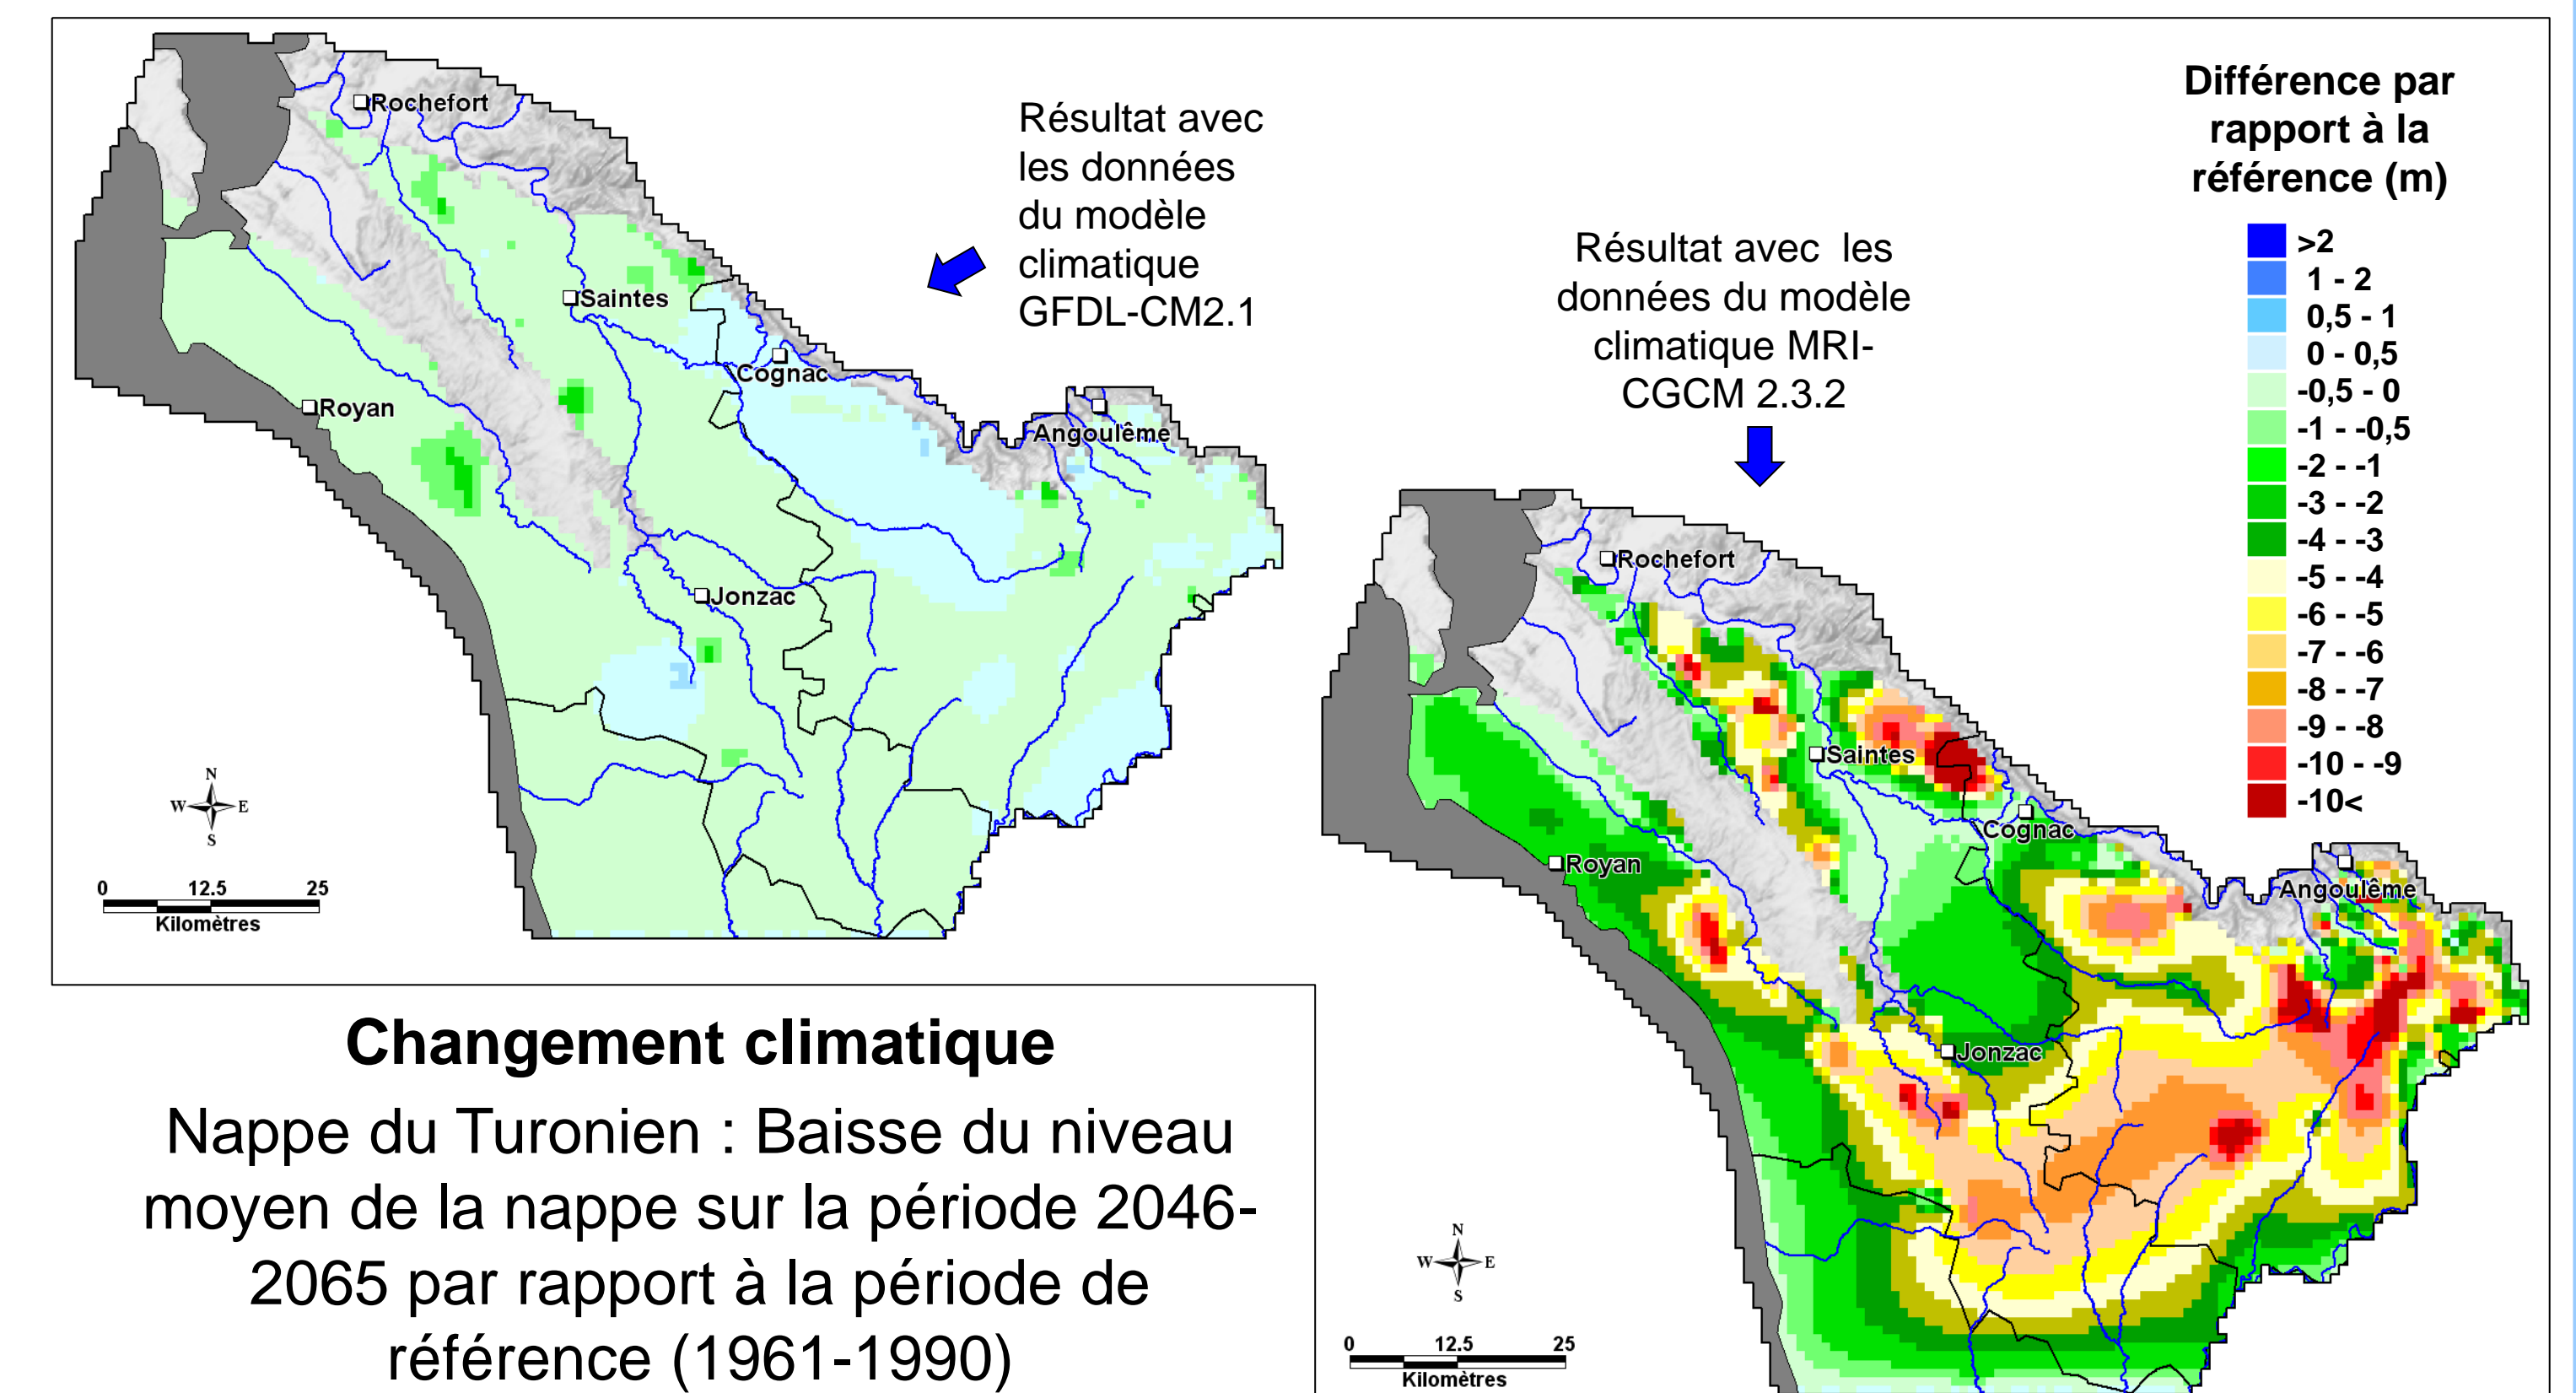 Rochefort
Saintes
Cognac
Royan
Angoulême
Jonzac
N
W E
S
0 12.5 25
Kilomètres
Résultat avec
les données
du modèle
climatique
GFDL-CM2.1
Résultat avec les
données du modèle
climatique MRI-
CGCM 2.3.2
Différence par
rapport à la
référence (m)
>2
1 - 2
0,5 - 1
0 - 0,5
-0,5 - 0
-1 - -0,5
-2 - -1
-3 - -2
-4 - -3
-5 - -4
-6 - -5
-7 - -6
-8 - -7
-9 - -8
-10 - -9
-10<
Rochefort
Saintes
Cognac
Royan
Angoulême
Jonzac
N
W E
S
0 12.5 25
Kilomètres
Changement climatique
Nappe du Turonien : Baisse du niveau
moyen de la nappe sur la période 2046-
2065 par rapport à la période de
référence (1961-1990)